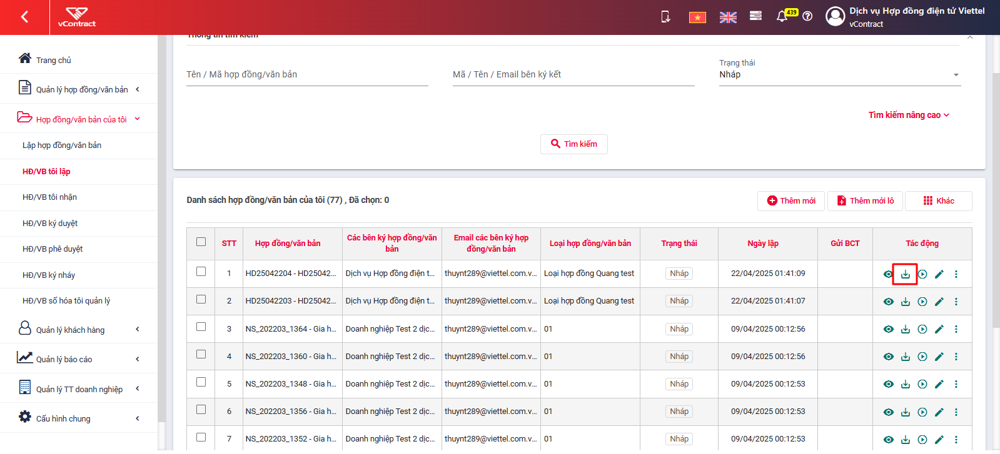 vContract
439
Dịch vụ Hợp đồng điện tử Viettel
vContract
Trang chủ
Quản lý hợp đồng/văn bản
Hợp đồng/văn bản của tôi
Lập hợp đồng/văn bản
HĐ/VB tôi lập
HĐ/VB tôi nhận
HĐ/VB ký duyệt
HĐ/VB phê duyệt
HĐ/VB ký nháy
HĐ/VB số hóa tôi quản lý
Quản lý khách hàng
Quản lý báo cáo
Quản lý TT doanh nghiệp
Cấu hình chung
Thông tin tìm kiếm
Tên / Mã hợp đồng/văn bản
Mã / Tên / Email bên ký kết
Trạng thái
Nháp
Tìm kiếm nâng cao
Tìm kiếm
Danh sách hợp đồng/văn bản của tôi (77) , Đã chọn: 0
Thêm mới
Thêm mới lô
Khác
STT Hợp đồng/văn bản Các bên ký hợp đồng/văn bản Email các bên ký hợp đồng/văn bản Loại hợp đồng/văn bản Trạng thái Ngày lập Gửi BCT Tác động
1 HD25042204 - HD25042... Dịch vụ Hợp đồng điện t... thuynt289@viettel.com.v... Loại hợp đồng Quang test Nháp 22/04/2025 01:41:09
2 HD25042203 - HD25042... Dịch vụ Hợp đồng điện t... thuynt289@viettel.com.v... Loại hợp đồng Quang test Nháp 22/04/2025 01:41:07
3 NS_202203_1364 - Gia h... Doanh nghiệp Test 2 dịc... thuynt289@viettel.com.v... 01 Nháp 09/04/2025 00:12:56
4 NS_202203_1360 - Gia h... Doanh nghiệp Test 2 dịc... thuynt289@viettel.com.v... 01 Nháp 09/04/2025 00:12:56
5 NS_202203_1348 - Gia h... Doanh nghiệp Test 2 dịc... thuynt289@viettel.com.v... 01 Nháp 09/04/2025 00:12:53
6 NS_202203_1356 - Gia h... Doanh nghiệp Test 2 dịc... thuynt289@viettel.com.v... 01 Nháp 09/04/2025 00:12:53
7 NS_202203_1352 - Gia h... Doanh nghiệp Test 2 dịc... thuynt289@viettel.com.v... 01 Nháp 09/04/2025 00:12:53